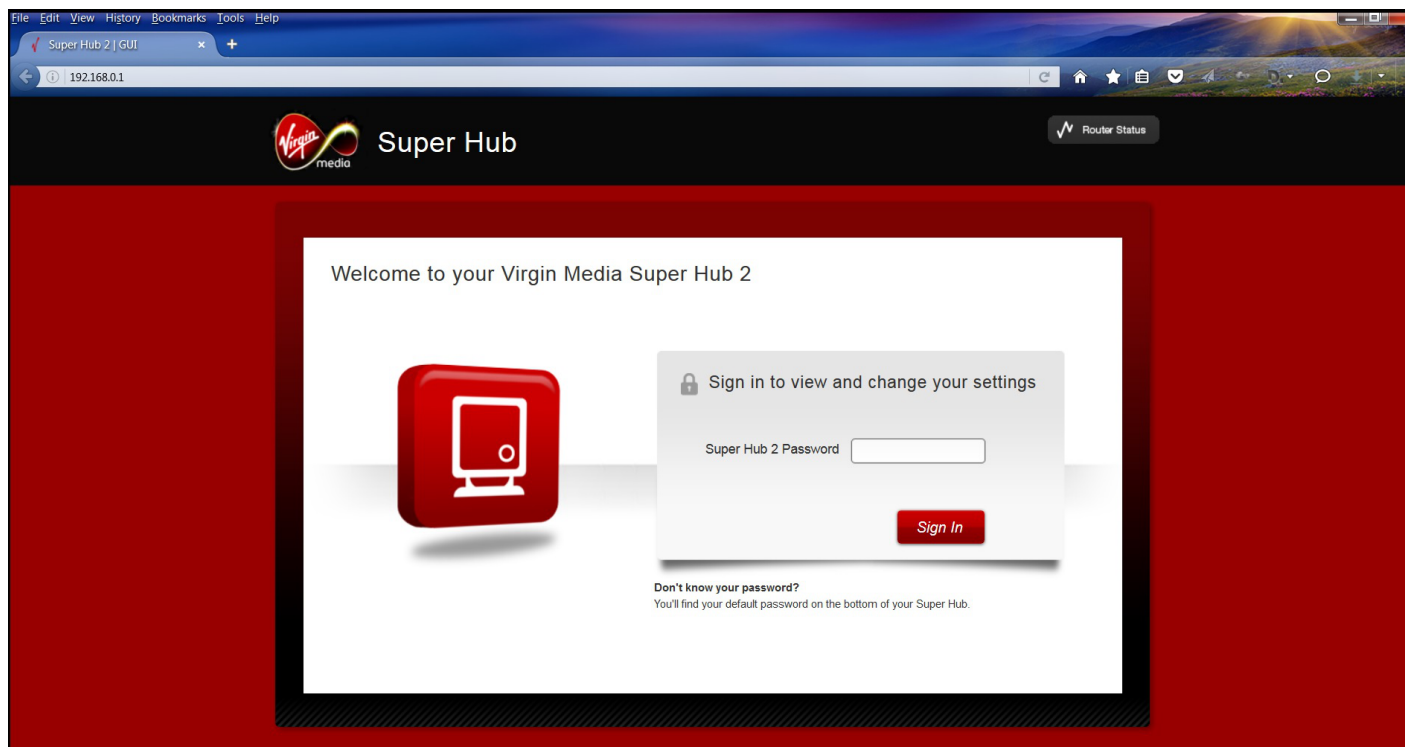 File Edit View History Bookmarks Tools Help
Super Hub 2 | GUI × +
192.168.0.1
Virgin media
Super Hub
Router Status
Welcome to your Virgin Media Super Hub 2
Sign in to view and change your settings
Super Hub 2 Password
Sign In
Don't know your password?
You'll find your default password on the bottom of your Super Hub.